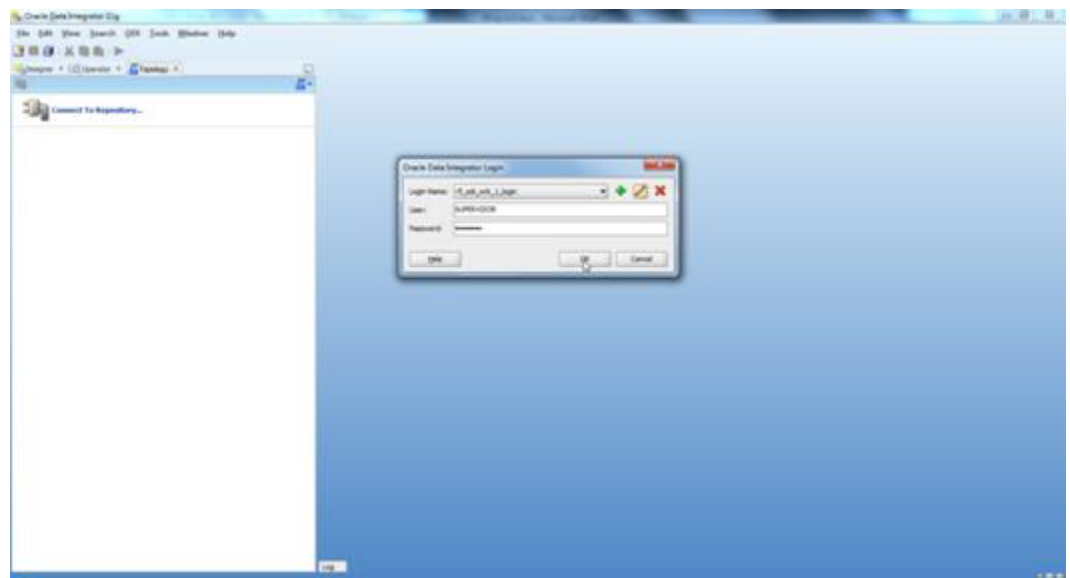 Oracle Data Integrator 11g
File Edit View Search ODI Tools Window Help
Designer Operator Topology
Connect To Repository...
Oracle Data Integrator Login
Login Name:
User: SUPERVISOR
Password:
Help OK Cancel
Log